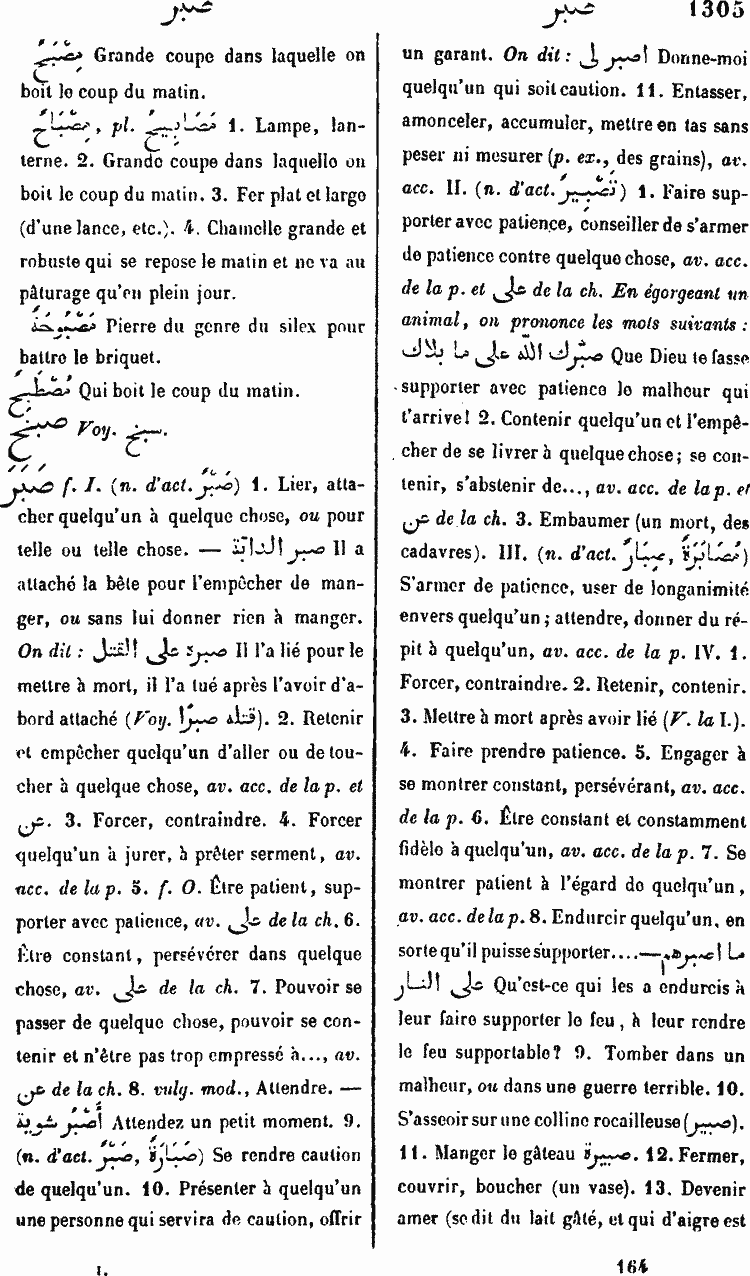 صبر
صبر 1305
مِصْبَحٌ Grande coupe dans laquelle on
boit le coup du matin.
مِصْبَاحٌ, pl. مَصَابِيحُ 1. Lampe, lan-
terne. 2. Grande coupe dans laquelle on
boit le coup du matin. 3. Fer plat et large
(d'une lance, etc.). 4. Chamelle grande et
robuste qui se repose le matin et ne va au
pâturage qu'en plein jour.
مَصْبُوحَةٌ Pierre du genre du silex pour
battre le briquet.
مُصْطَبِحٌ Qui boit le coup du matin.
صبخ Voy. سبخ.
صَبَرَ f. I. (n. d'act. صَبْرٌ) 1. Lier, atta-
cher quelqu'un à quelque chose, ou pour
telle ou telle chose. — صبر الدابّة Il a
attaché la bête pour l'empêcher de man-
ger, ou sans lui donner rien à manger.
On dit : صبره على القتل Il l'a lié pour le
mettre à mort, il l'a tué après l'avoir d'a-
bord attaché (Voy. قتله صبرًا). 2. Retenir
et empêcher quelqu'un d'aller ou de tou-
cher à quelque chose, av. acc. de la p. et
عن. 3. Forcer, contraindre. 4. Forcer
quelqu'un à jurer, à prêter serment, av.
acc. de la p. 5. f. O. Être patient, sup-
porter avec patience, av. على de la ch. 6.
Être constant, persévérer dans quelque
chose, av. على de la ch. 7. Pouvoir se
passer de quelque chose, pouvoir se con-
tenir et n'être pas trop empressé à..., av.
عن de la ch. 8. vulg. mod., Attendre. —
أُصْبُرْ شوية Attendez un petit moment. 9.
(n. d'act. صَبْرٌ, صَبَارَةٌ) Se rendre caution
de quelqu'un. 10. Présenter à quelqu'un
une personne qui servira de caution, offrir
I.
un garant. On dit : اصبر لى Donne-moi
quelqu'un qui soit caution. 11. Entasser,
amonceler, accumuler, mettre en tas sans
peser ni mesurer (p. ex., des grains), av.
acc. II. (n. d'act. تَصْبِيرٌ) 1. Faire sup-
porter avec patience, conseiller de s'armer
de patience contre quelque chose, av. acc.
de la p. et على de la ch. En égorgeant un
animal, on prononce les mots suivants :
صبّرك الله على ما بلاك Que Dieu te fasse
supporter avec patience le malheur qui
t'arrive! 2. Contenir quelqu'un et l'empê-
cher de se livrer à quelque chose; se con-
tenir, s'abstenir de..., av. acc. de la p. et
عن de la ch. 3. Embaumer (un mort, des
cadavres). III. (n. d'act. مُصَابَرَةٌ, صِبَارٌ)
S'armer de patience, user de longanimité
envers quelqu'un; attendre, donner du ré-
pit à quelqu'un, av. acc. de la p. IV. 1.
Forcer, contraindre. 2. Retenir, contenir.
3. Mettre à mort après avoir lié (V. la I.).
4. Faire prendre patience. 5. Engager à
se montrer constant, persévérant, av. acc.
de la p. 6. Être constant et constamment
fidèle à quelqu'un, av. acc. de la p. 7. Se
montrer patient à l'égard de quelqu'un,
av. acc. de la p. 8. Endurcir quelqu'un, en
sorte qu'il puisse supporter.... — ما اصبرهم
على النار Qu'est-ce qui les a endurcis à
leur faire supporter le feu, à leur rendre
le feu supportable? 9. Tomber dans un
malheur, ou dans une guerre terrible. 10.
S'asseoir sur une colline rocailleuse (صبير).
11. Manger le gâteau صبيرة. 12. Fermer,
couvrir, boucher (un vase). 13. Devenir
amer (se dit du lait gâté, et qui d'aigre est
164